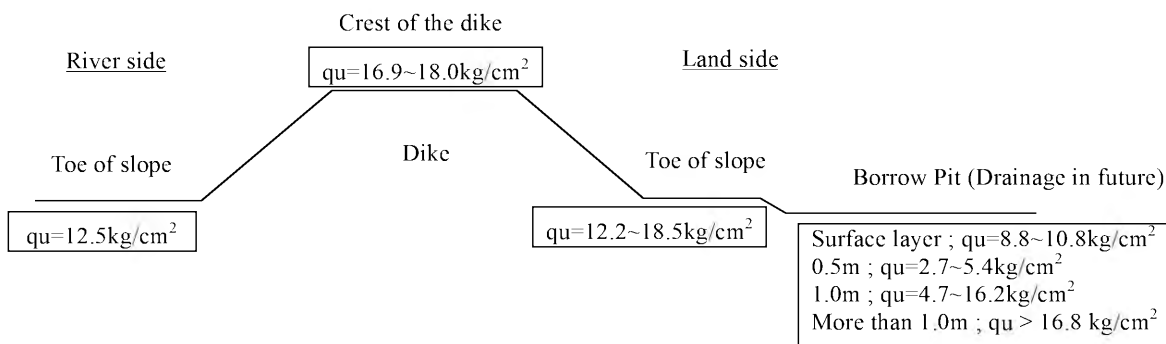 Crest of the dike
River side
qu=16.9~18.0kg/cm²
Land side
Toe of slope
Dike
Toe of slope
Borrow Pit (Drainage in future)
qu=12.5kg/cm²
qu=12.2~18.5kg/cm²
Surface layer ; qu=8.8~10.8kg/cm²
0.5m ; qu=2.7~5.4kg/cm²
1.0m ; qu=4.7~16.2kg/cm²
More than 1.0m ; qu > 16.8 kg/cm²